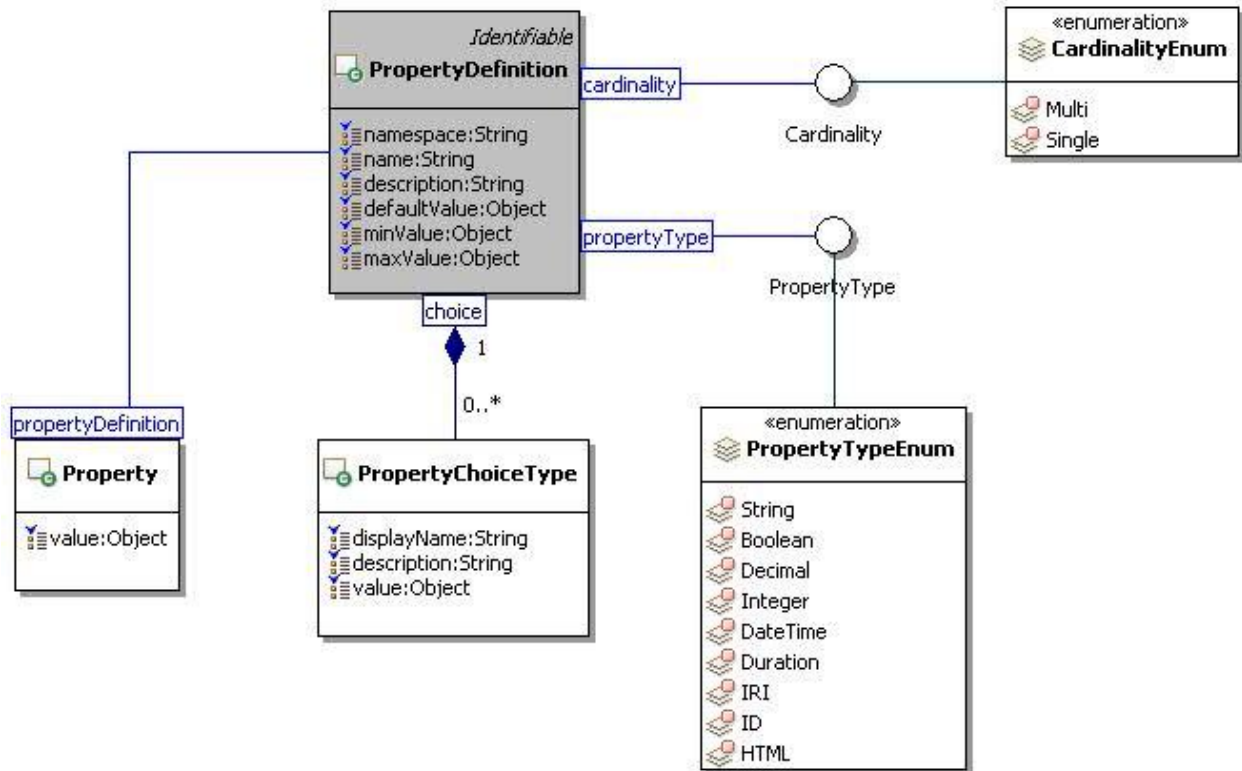 Identifiable
PropertyDefinition
namespace:String
name:String
description:String
defaultValue:Object
minValue:Object
maxValue:Object
cardinality
Cardinality
«enumeration»
CardinalityEnum
Multi
Single
propertyType
PropertyType
choice
1
0..*
propertyDefinition
Property
value:Object
PropertyChoiceType
displayName:String
description:String
value:Object
«enumeration»
PropertyTypeEnum
String
Boolean
Decimal
Integer
DateTime
Duration
IRI
ID
HTML